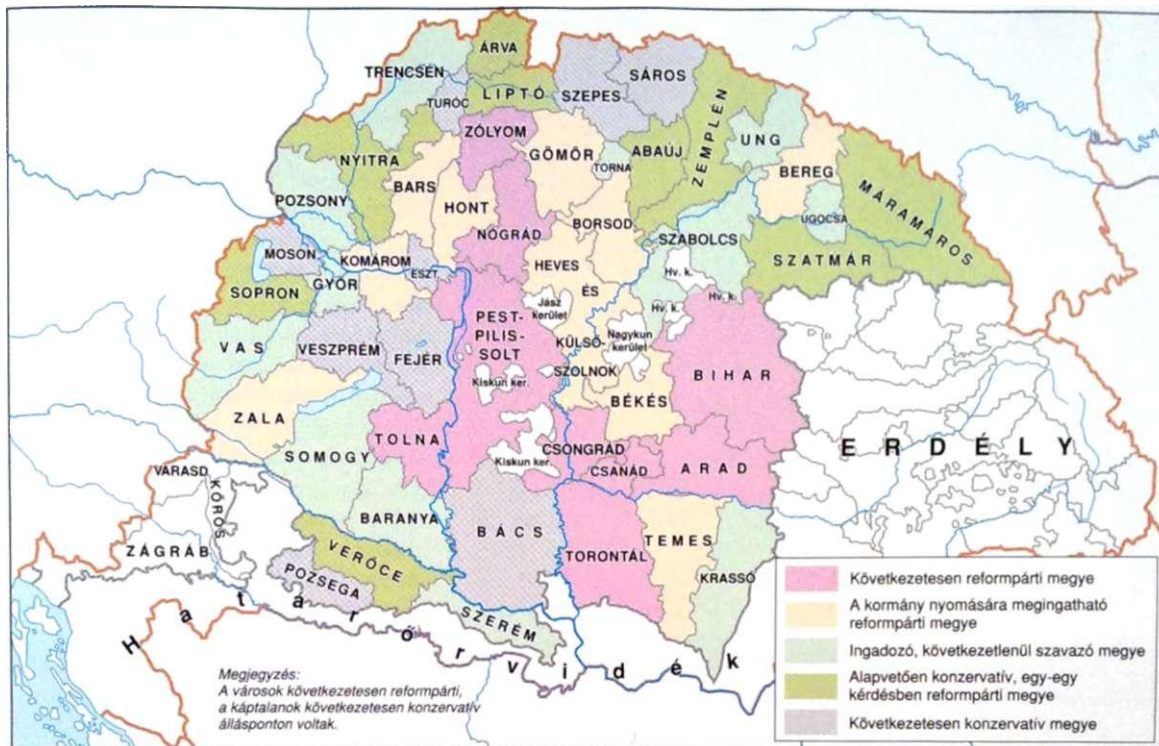 ÁRVA
TRENCSÉN
SÁROS
LIPTÓ
SZEPES
TURÓC
ZEMPLÉN
ZÓLYOM
UNG
GÖMÖR
ABAÚJ
NYITRA
TORNA
BEREG
BARS
MÁRAMAROS
POZSONY
HONT
UGOCSA
BORSOD
SZABOLCS
NÓGRÁD
MOSON
KOMÁROM
SZATMÁR
HEVES
ESZT.
Hv. k.
GYŐR
SOPRON
ÉS
Hv. k.
Hv. k.
Jász
kerület
PEST-
PILIS-
SOLT
Nagykun
kerület
KÜLSŐ-
SZOLNOK
VAS
VESZPRÉM
FEJÉR
BIHAR
Kiskun ker.
BÉKÉS
ZALA
TOLNA
CSONGRÁD
ERDÉLY
SOMOGY
Kiskun ker.
CSANÁD
ARAD
VARASD
KŐRÖS
BARANYA
BÁCS
TEMES
ZÁGRÁB
TORONTÁL
VERŐCE
KRASSÓ
POZSEGA
SZERÉM
Határőrvidék
Megjegyzés:
A városok következetesen reformpárti,
a káptalanok következetesen konzervatív
állásponton voltak.
Következetesen reformpárti megye
A kormány nyomására megingatható
reformpárti megye
Ingadozó, következetlenül szavazó megye
Alapvetően konzervatív, egy-egy
kérdésben reformpárti megye
Következetesen konzervatív megye